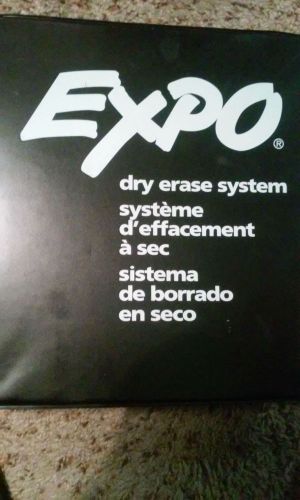 EXPO®
dry erase system
système
d'effacement
à sec
sistema
de borrado
en seco